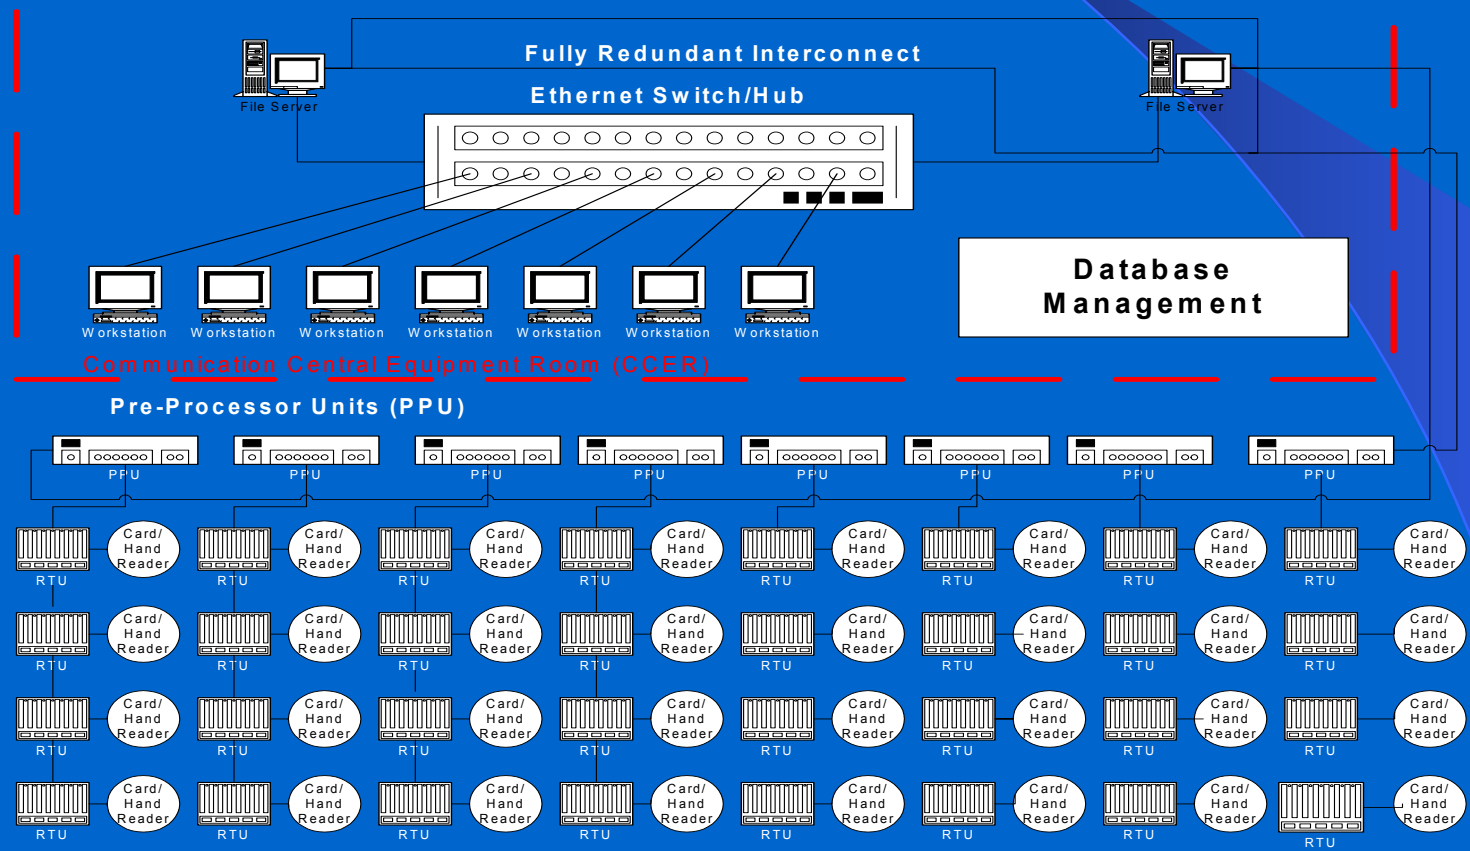 Fully Redundant Interconnect
Ethernet Switch/Hub
File Server
File Server
Database
Management
Workstation Workstation Workstation Workstation Workstation Workstation Workstation
Communication Central Equipment Room (CCER)
Pre-Processor Units (PPU)
PPU PPU PPU PPU PPU PPU PPU PPU
Card/ Card/ Card/ Card/ Card/ Card/ Card/ Card/
Hand Hand Hand Hand Hand Hand Hand Hand
Reader Reader Reader Reader Reader Reader Reader Reader
RTU RTU RTU RTU RTU RTU RTU RTU
Card/ Card/ Card/ Card/ Card/ Card/ Card/ Card/
Hand Hand Hand Hand Hand Hand Hand Hand
Reader Reader Reader Reader Reader Reader Reader Reader
RTU RTU RTU RTU RTU RTU RTU RTU
Card/ Card/ Card/ Card/ Card/ Card/ Card/ Card/
Hand Hand Hand Hand Hand Hand Hand Hand
Reader Reader Reader Reader Reader Reader Reader Reader
RTU RTU RTU RTU RTU RTU RTU RTU
Card/ Card/ Card/ Card/ Card/ Card/ Card/ Card/
Hand Hand Hand Hand Hand Hand Hand Hand
Reader Reader Reader Reader Reader Reader Reader Reader
RTU RTU RTU RTU RTU RTU RTU RTU